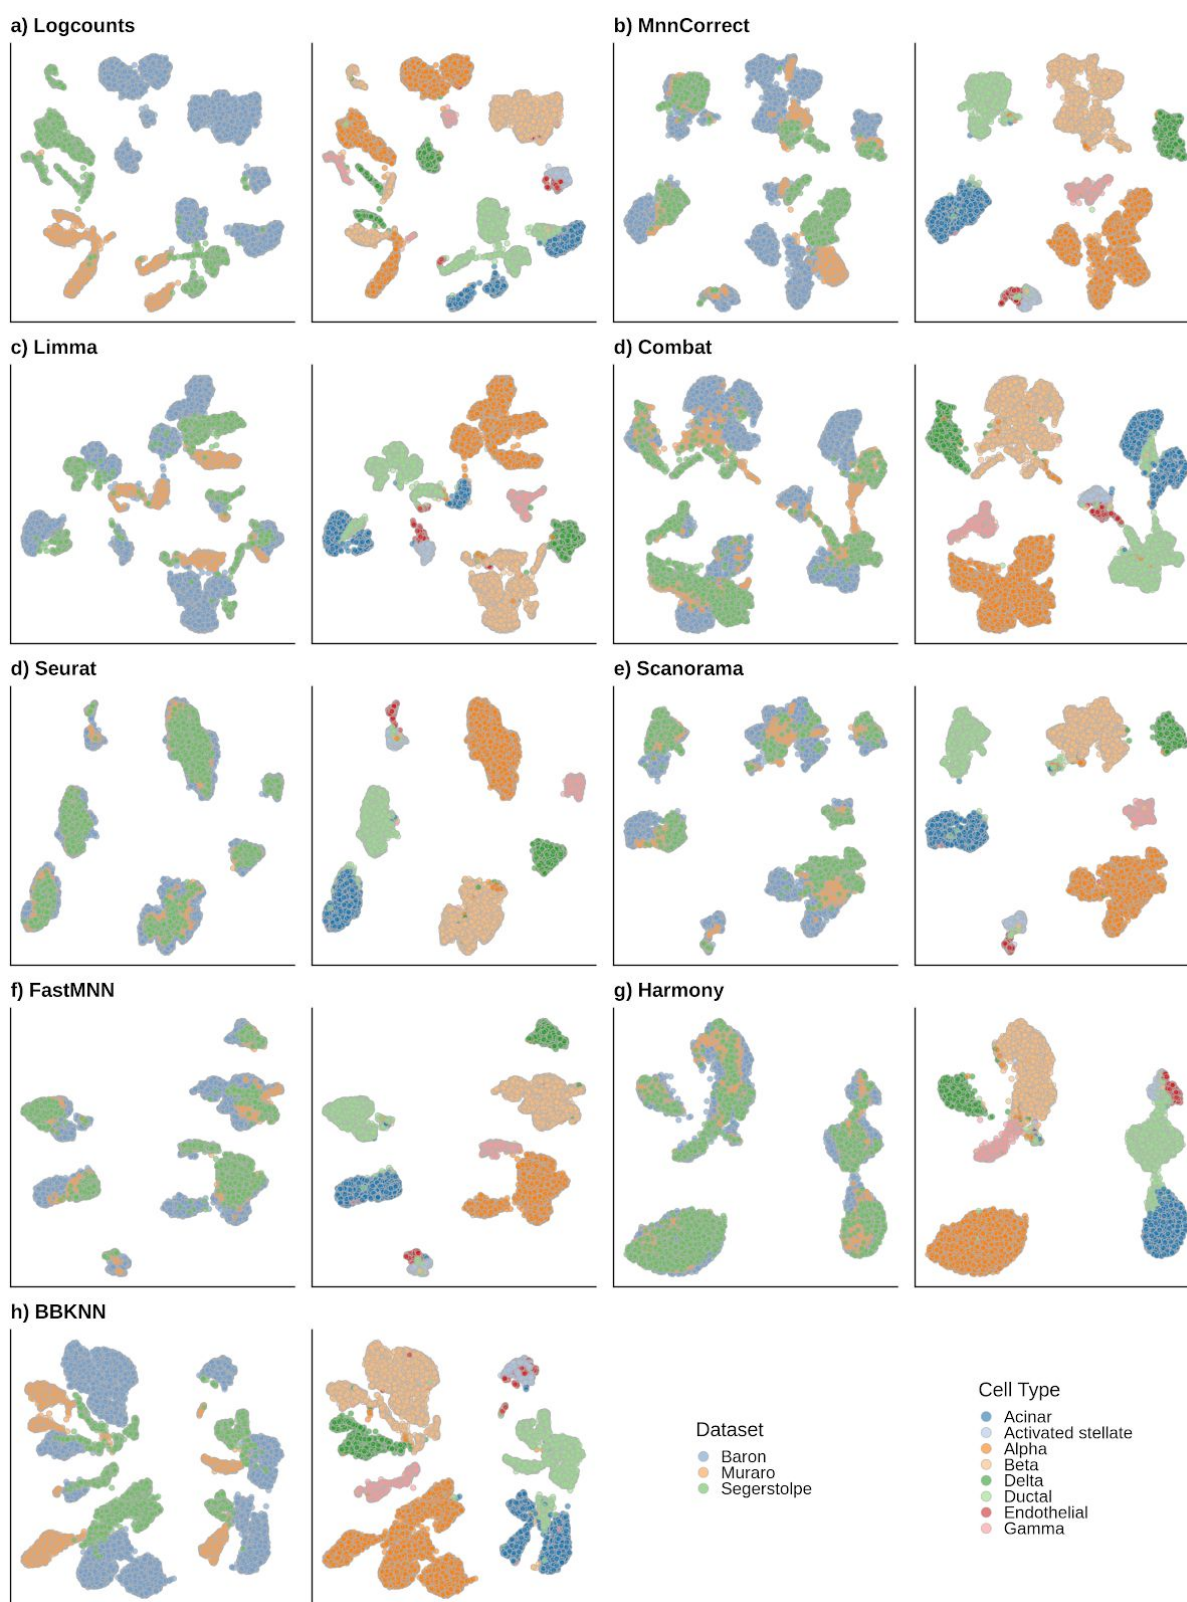 a) Logcounts
b) MnnCorrect
c) Limma
d) Combat
d) Seurat
e) Scanorama
f) FastMNN
g) Harmony
h) BBKNN
Dataset
Baron
Muraro
Segerstolpe
Cell Type
Acinar
Activated stellate
Alpha
Beta
Delta
Ductal
Endothelial
Gamma